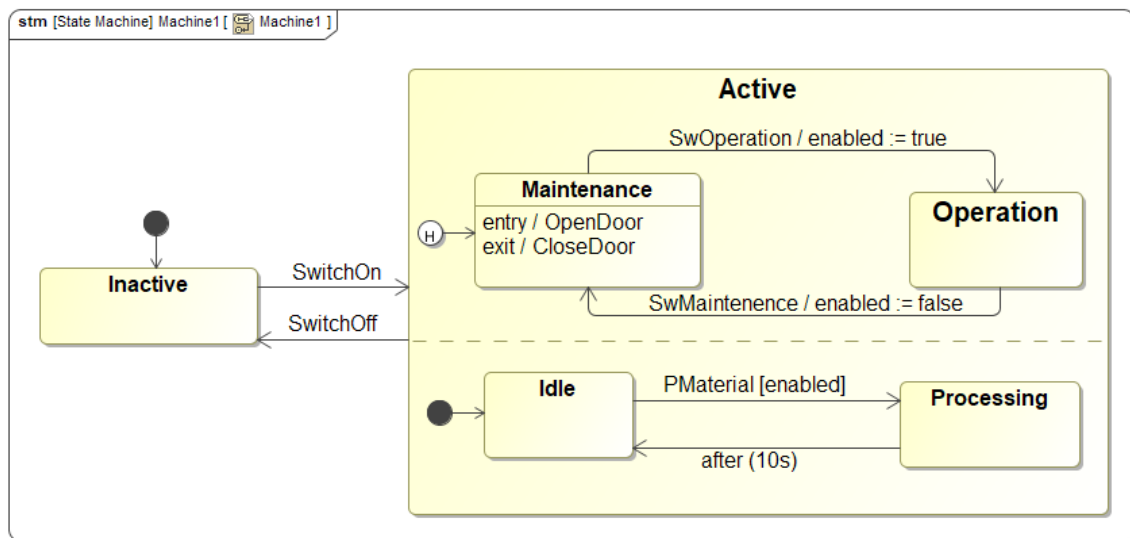 stm [State Machine] Machine1 [ Machine1 ]
Active
SwOperation / enabled := true
Maintenance
entry / OpenDoor
exit / CloseDoor
Operation
H
Inactive
SwitchOn
SwMaintenence / enabled := false
SwitchOff
Idle
PMaterial [enabled]
Processing
after (10s)